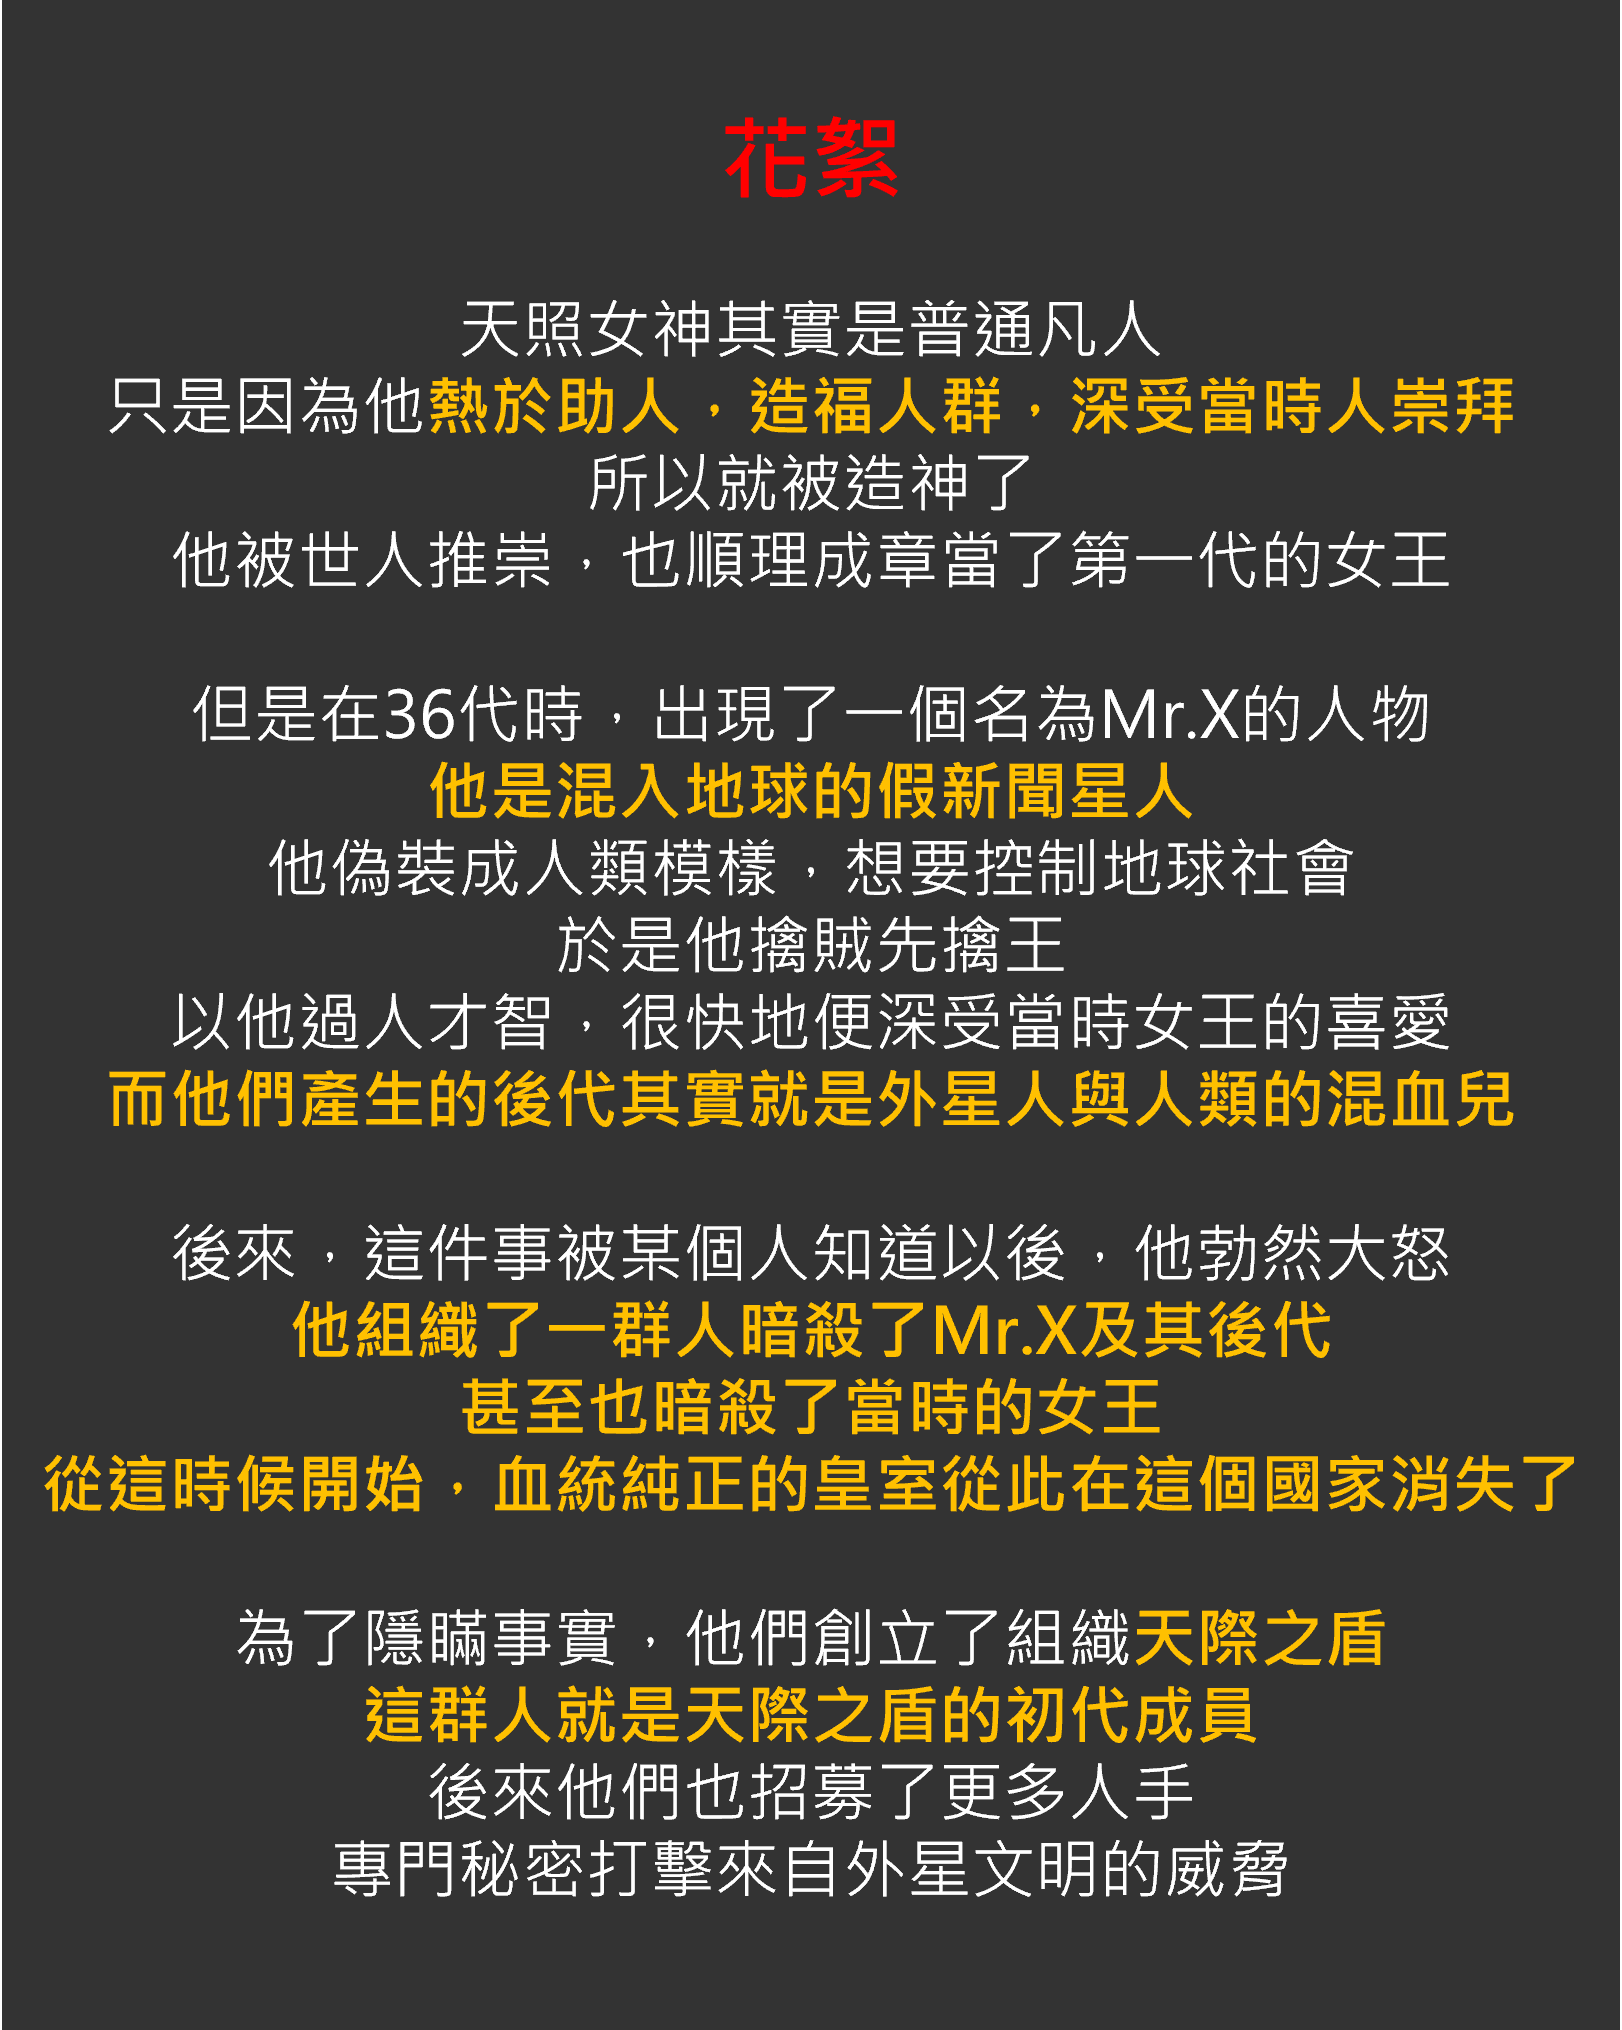 花絮
天照女神其實是普通凡人
只是因為他熱於助人，造福人群，深受當時人崇拜
所以就被造神了
他被世人推崇，也順理成章當了第一代的女王
但是在36代時，出現了一個名為Mr.X的人物
他是混入地球的假新聞星人
他偽裝成人類模樣，想要控制地球社會
於是他擒賊先擒王
以他過人才智，很快地便深受當時女王的喜愛
而他們產生的後代其實就是外星人與人類的混血兒
後來，這件事被某個人知道以後，他勃然大怒
他組織了一群人暗殺了Mr.X及其後代
甚至也暗殺了當時的女王
從這時候開始，血統純正的皇室從此在這個國家消失了
為了隱瞞事實，他們創立了組織天際之盾
這群人就是天際之盾的初代成員
後來他們也招募了更多人手
專門秘密打擊來自外星文明的威脅